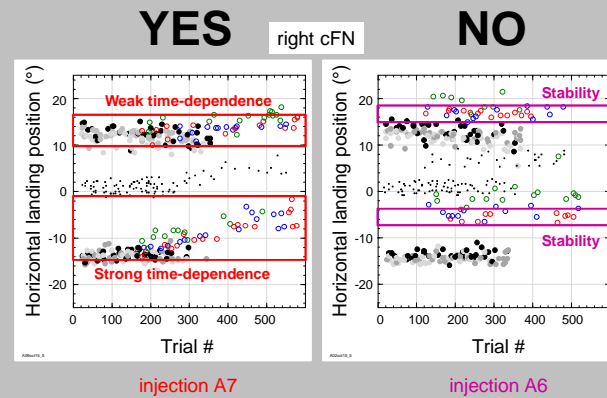 YES
right cFN
NO
Horizontal landing position (°)
20
10
0
-10
-20
Weak time-dependence
Strong time-dependence
0 100 200 300 400 500
Trial #
injection A7
Horizontal landing position (°)
20
10
0
-10
-20
Stability
Stability
0 100 200 300 400 500
Trial #
injection A6